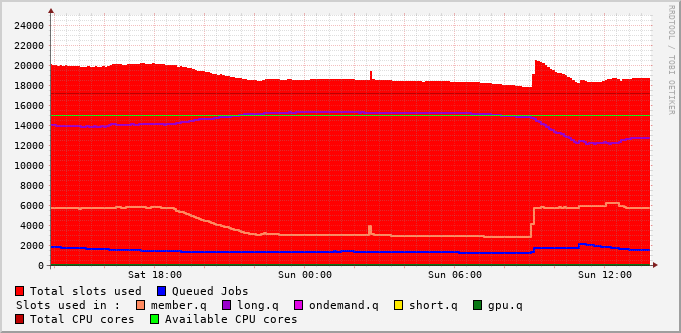 24000
22000
20000
18000
16000
14000
12000
10000
8000
6000
4000
2000
0
Sat 18:00 Sun 00:00 Sun 06:00 Sun 12:00
RRDTOOL / TOBI OETIKER
Total slots used Queued Jobs
Slots used in : member.q long.q ondemand.q short.q gpu.q
Total CPU cores Available CPU cores